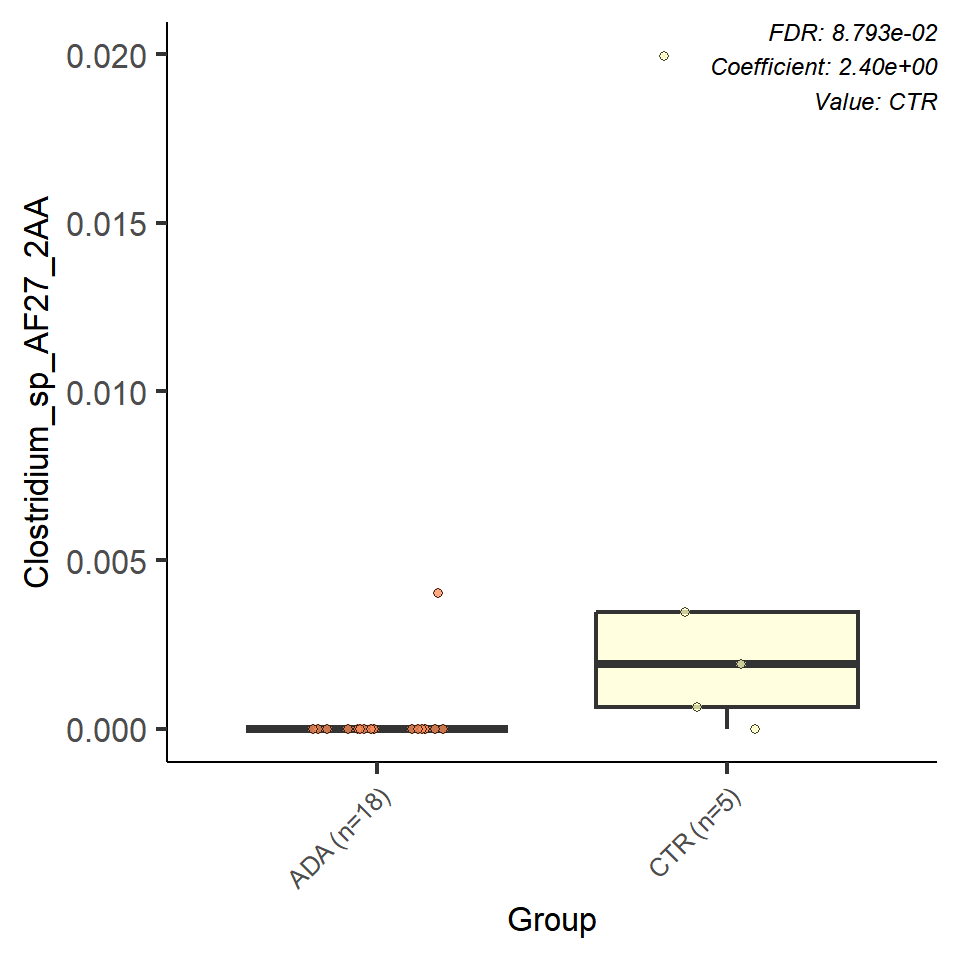 FDR: 8.793e-02
Coefficient: 2.40e+00
Value: CTR
Clostridium_sp_AF27_2AA
0.020
0.015
0.010
0.005
0.000
ADA (n=18)
CTR (n=5)
Group